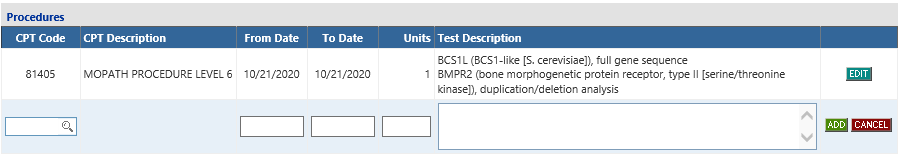 Procedures
CPT Code CPT Description From Date To Date Units Test Description
81405 MOPATH PROCEDURE LEVEL 6 10/21/2020 10/21/2020 1 BCS1L (BCS1-like [S. cerevisiae]), full gene sequence
BMPR2 (bone morphogenetic protein receptor, type II [serine/threonine
kinase]), duplication/deletion analysis
EDIT
ADD CANCEL